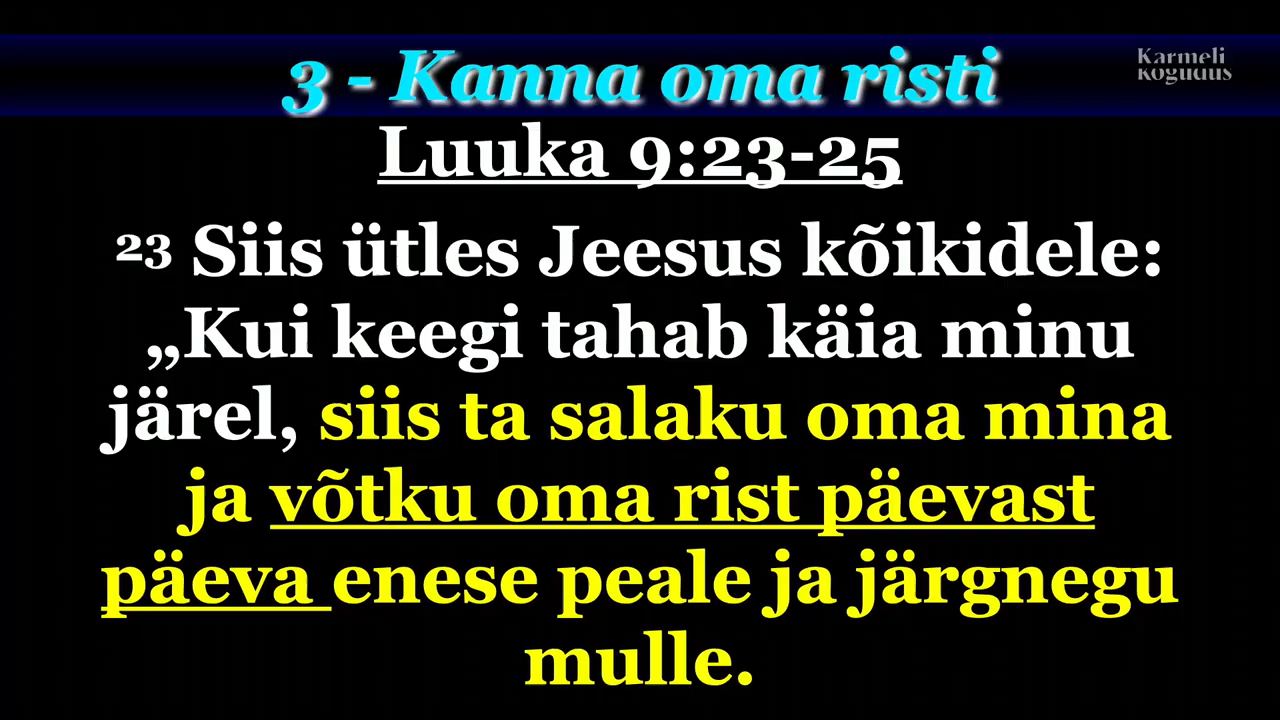 3 - Kanna oma risti
Karmeli
Kogudus
Luuka 9:23-25
23 Siis ütles Jeesus kõikidele:
„Kui keegi tahab käia minu
järel, siis ta salaku oma mina
ja võtku oma rist päevast
päeva enese peale ja järgnegu
mulle.